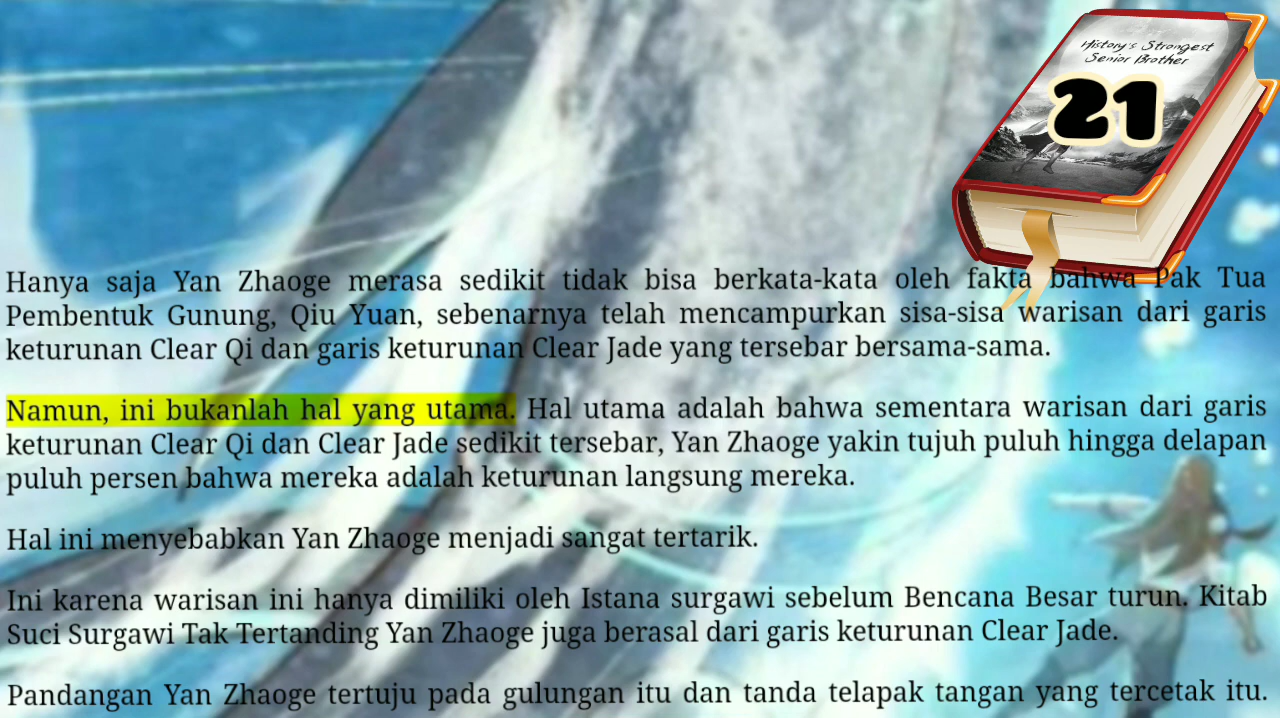 History's Strongest
Senior Brother
21
Hanya saja Yan Zhaoge merasa sedikit tidak bisa berkata-kata oleh fakta bahwa Pak Tua
Pembentuk Gunung, Qiu Yuan, sebenarnya telah mencampurkan sisa-sisa warisan dari garis
keturunan Clear Qi dan garis keturunan Clear Jade yang tersebar bersama-sama.
Namun, ini bukanlah hal yang utama. Hal utama adalah bahwa sementara warisan dari garis
keturunan Clear Qi dan Clear Jade sedikit tersebar, Yan Zhaoge yakin tujuh puluh hingga delapan
puluh persen bahwa mereka adalah keturunan langsung mereka.
Hal ini menyebabkan Yan Zhaoge menjadi sangat tertarik.
Ini karena warisan ini hanya dimiliki oleh Istana surgawi sebelum Bencana Besar turun. Kitab
Suci Surgawi Tak Tertanding Yan Zhaoge juga berasal dari garis keturunan Clear Jade.
Pandangan Yan Zhaoge tertuju pada gulungan itu dan tanda telapak tangan yang tercetak itu.